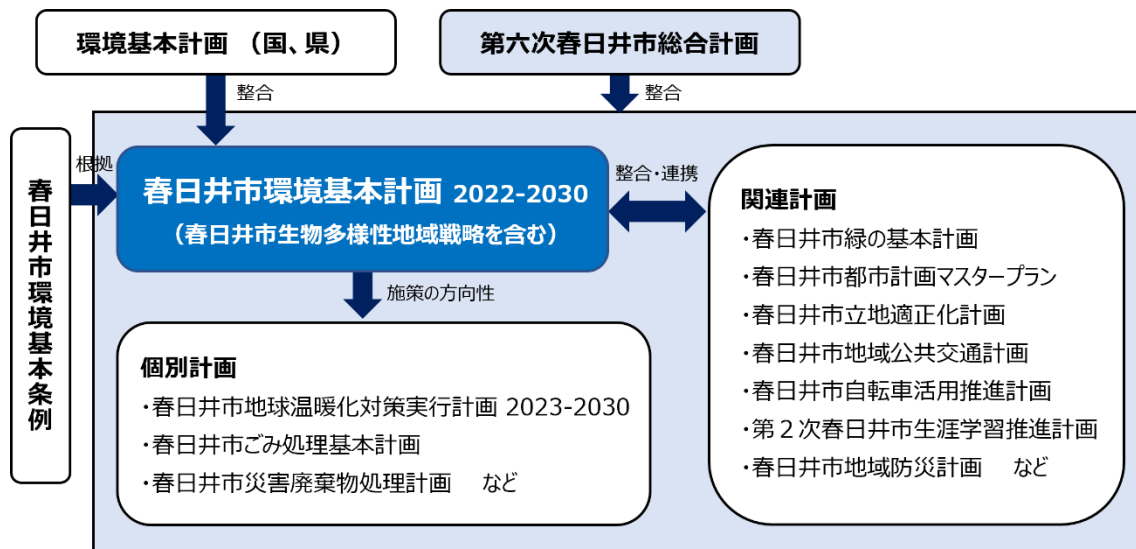 環境基本計画 (国、県)
第六次春日井市総合計画
整合
整合
春日井市環境基本条例
根拠
春日井市環境基本計画 2022-2030
(春日井市生物多様性地域戦略を含む)
整合・連携
施策の方向性
個別計画
・春日井市地球温暖化対策実行計画 2023-2030
・春日井市ごみ処理基本計画
・春日井市災害廃棄物処理計画 など
関連計画
・春日井市緑の基本計画
・春日井市都市計画マスタープラン
・春日井市立地適正化計画
・春日井市地域公共交通計画
・春日井市自転車活用推進計画
・第2次春日井市生涯学習推進計画
・春日井市地域防災計画 など